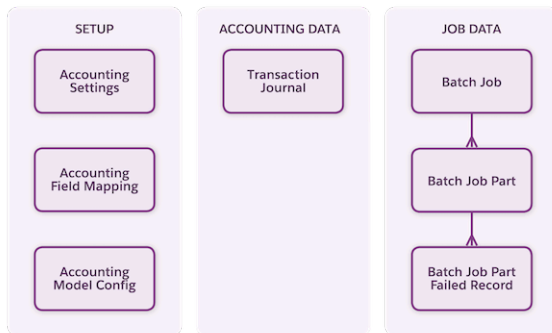 SETUP
Accounting
Settings
Accounting
Field Mapping
Accounting
Model Config
ACCOUNTING DATA
Transaction
Journal
JOB DATA
Batch Job
Batch Job Part
Batch Job Part
Failed Record